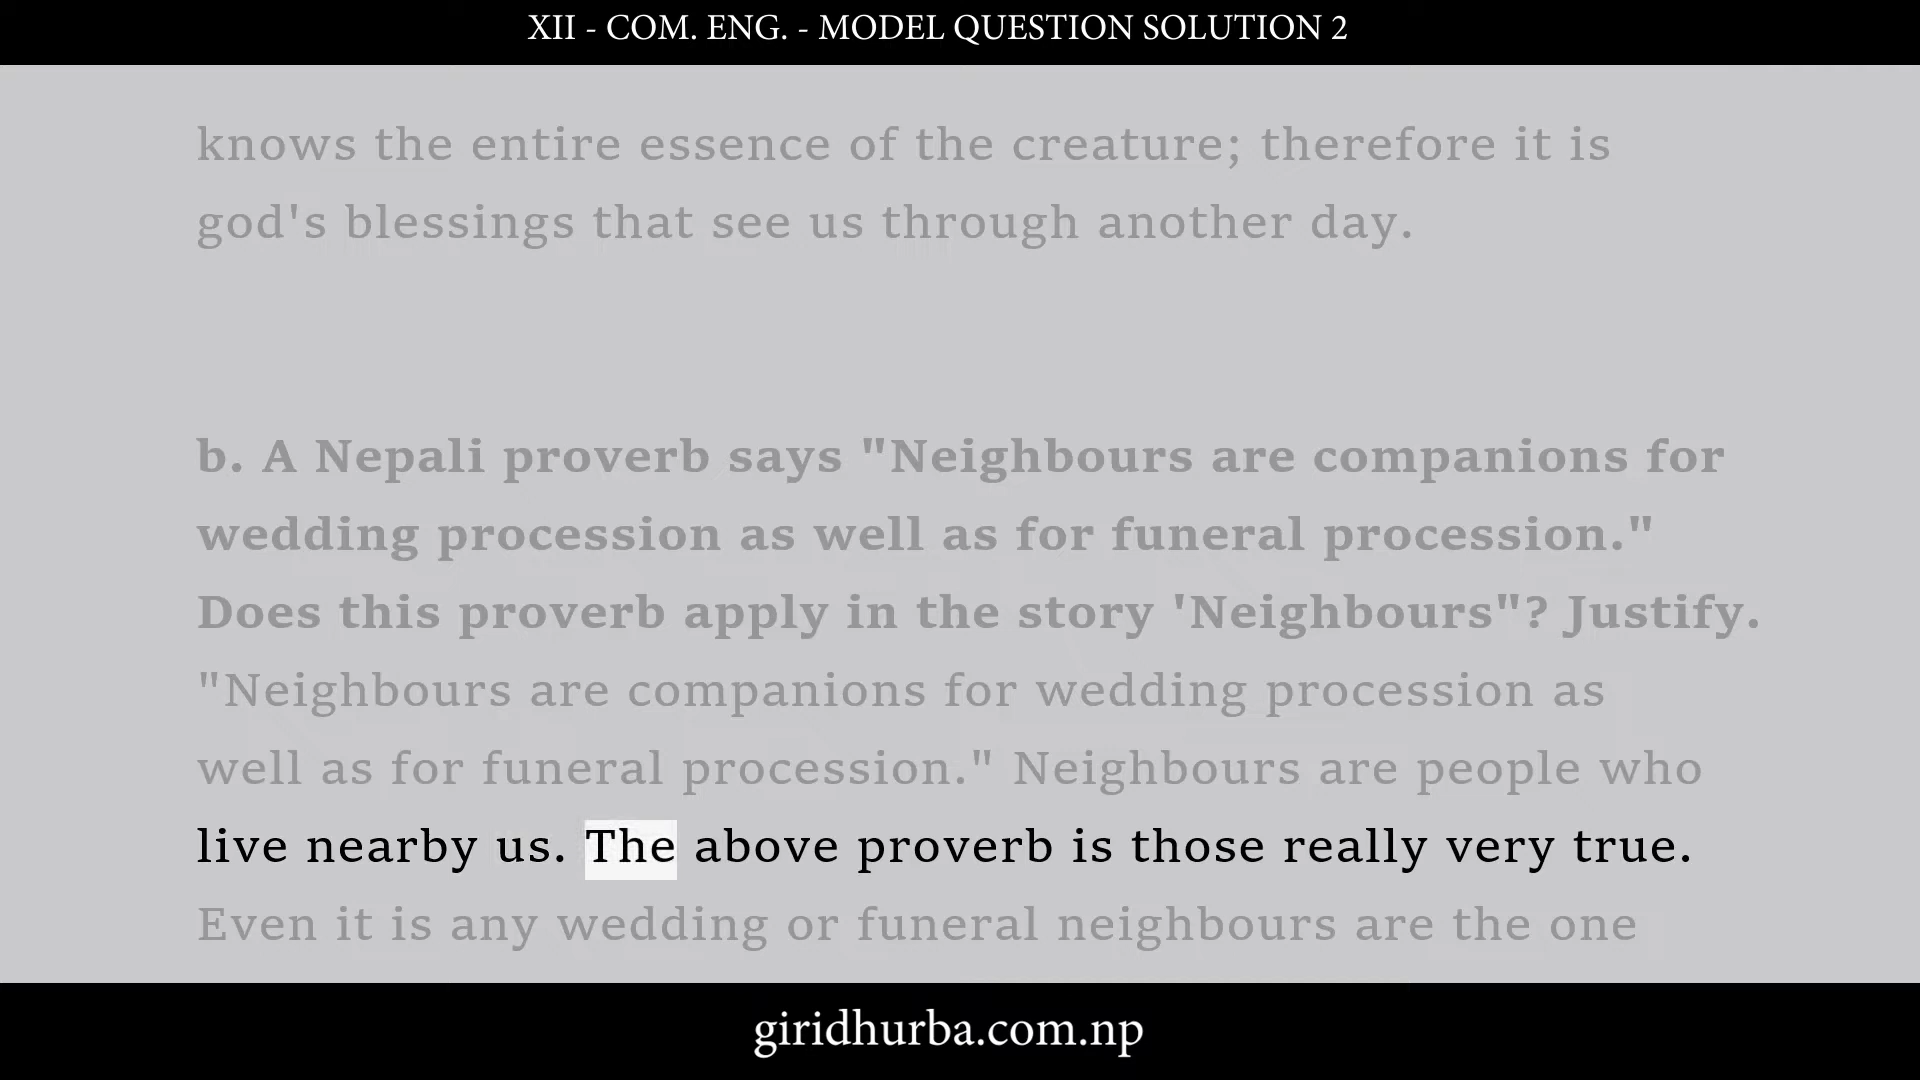 XII - COM. ENG. - MODEL QUESTION SOLUTION 2
knows the entire essence of the creature; therefore it is
god's blessings that see us through another day.
b. A Nepali proverb says "Neighbours are companions for
wedding procession as well as for funeral procession."
Does this proverb apply in the story 'Neighbours"? Justify.
"Neighbours are companions for wedding procession as
well as for funeral procession." Neighbours are people who
live nearby us. The above proverb is those really very true.
Even it is any wedding or funeral neighbours are the one
giridhurba.com.np